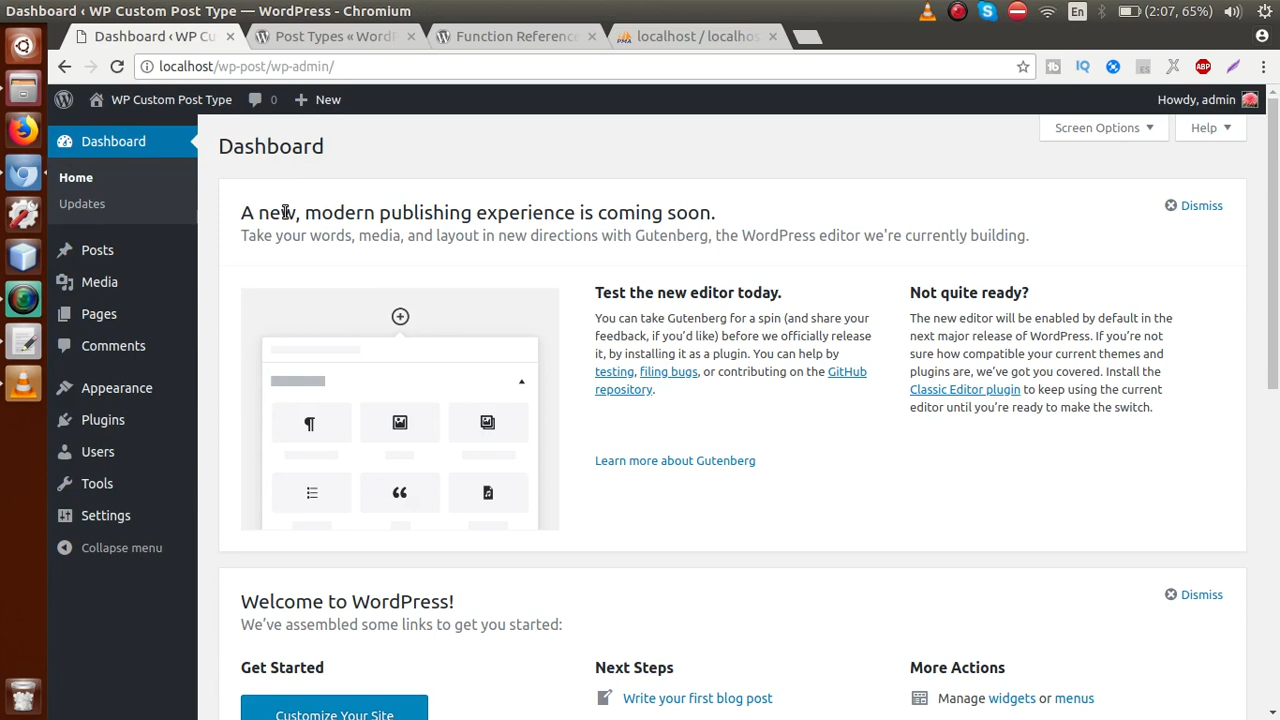 Dashboard ‹ WP Custom Post Type — WordPress - Chromium
En
(2:07, 65%)
Dashboard ‹ WP Cu
Post Types « WordP
Function Reference
PMA
localhost / localhos
localhost/wp-post/wp-admin/
IQ
ABP
WP Custom Post Type
0
New
Howdy, admin
Dashboard
Home
Updates
Posts
Media
Pages
Comments
Appearance
Plugins
Users
Tools
Settings
Collapse menu
Dashboard
Screen Options
Help
A new, modern publishing experience is coming soon.
Dismiss
Take your words, media, and layout in new directions with Gutenberg, the WordPress editor we're currently building.
Test the new editor today.
You can take Gutenberg for a spin (and share your
feedback, if you'd like) before we officially release
it, by installing it as a plugin. You can help by
testing, filing bugs, or contributing on the GitHub
repository.
Learn more about Gutenberg
Not quite ready?
The new editor will be enabled by default in the
next major release of WordPress. If you're not
sure how compatible your current themes and
plugins are, we've got you covered. Install the
Classic Editor plugin to keep using the current
editor until you're ready to make the switch.
Welcome to WordPress!
Dismiss
We've assembled some links to get you started:
Get Started
Customize Your Site
Next Steps
Write your first blog post
More Actions
Manage widgets or menus